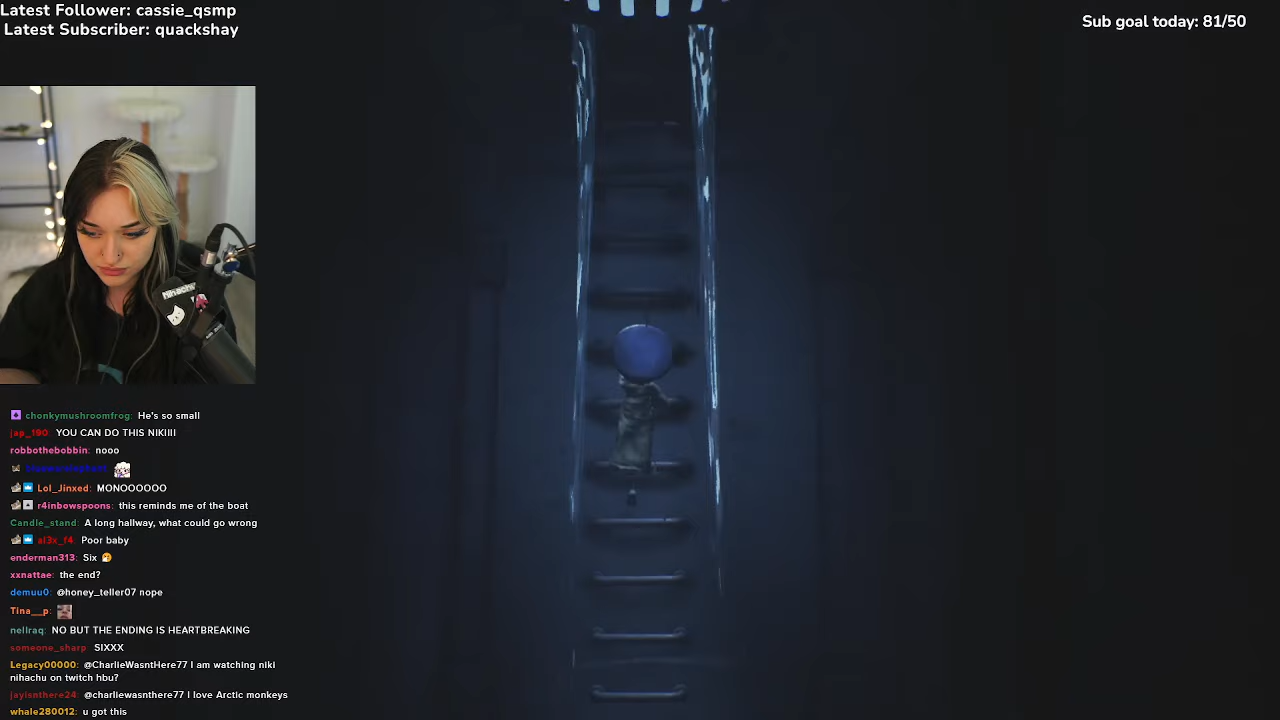 Latest Follower: cassie_qsmp
Latest Subscriber: quackshay
Sub goal today: 81/50
chonkymushroomfrog: He's so small
jap_190: YOU CAN DO THIS NIKIIII
robbothebobbin: nooo
Lol_Jinxed: MONOOOOOO
r4inbowspoons: this reminds me of the boat
Candle_stand: A long hallway, what could go wrong
al3x_f4: Poor baby
enderman313: Six
xxnattae: the end?
demuu0: @honey_teller07 nope
Tina__p:
nellraq: NO BUT THE ENDING IS HEARTBREAKING
someone_sharp: SIXXX
Legacy00000: @CharlieWasntHere77 I am watching niki
nihachu on twitch hbu?
jayisnthere24: @charliewasnthere77 I love Arctic monkeys
whale280012: u got this